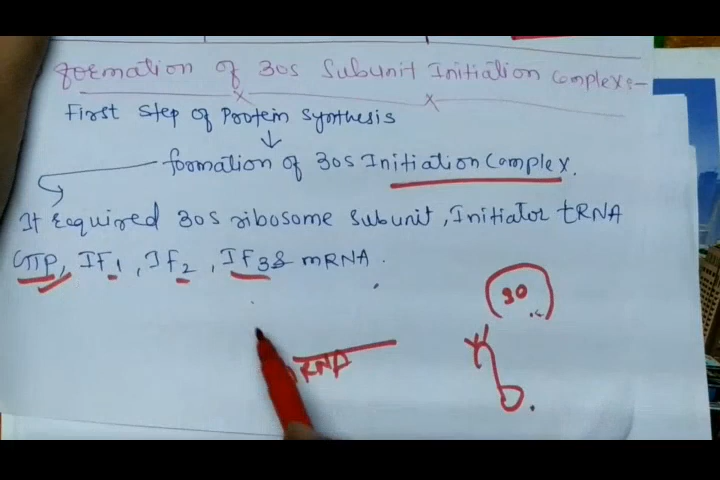 Formation of 30s Subunit Initiation Complex:-
First Step of Protein Synthesis
formation of 30s Initiation Complex.
It required 30s ribosome subunit, Initiator tRNA
GTP, IF1, IF2, IF3 & mRNA.
30
mRNA